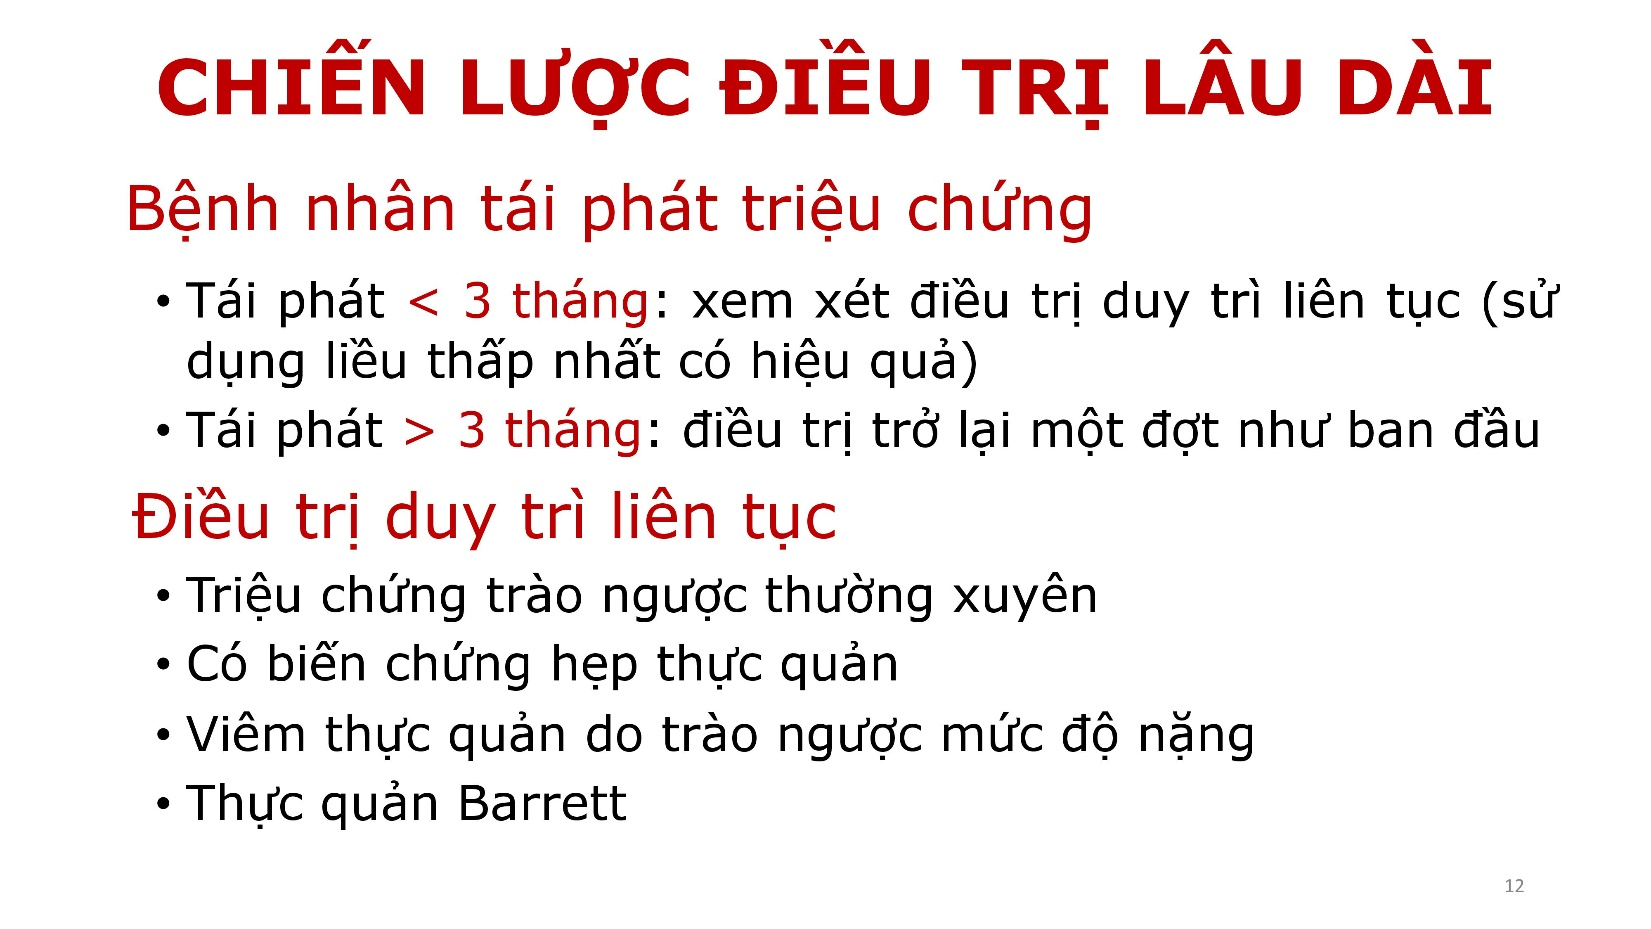 CHIẾN LƯỢC ĐIỀU TRỊ LÂU DÀI
Bệnh nhân tái phát triệu chứng
• Tái phát < 3 tháng: xem xét điều trị duy trì liên tục (sử
dụng liều thấp nhất có hiệu quả)
• Tái phát > 3 tháng: điều trị trở lại một đợt như ban đầu
Điều trị duy trì liên tục
• Triệu chứng trào ngược thường xuyên
• Có biến chứng hẹp thực quản
• Viêm thực quản do trào ngược mức độ nặng
• Thực quản Barrett
12